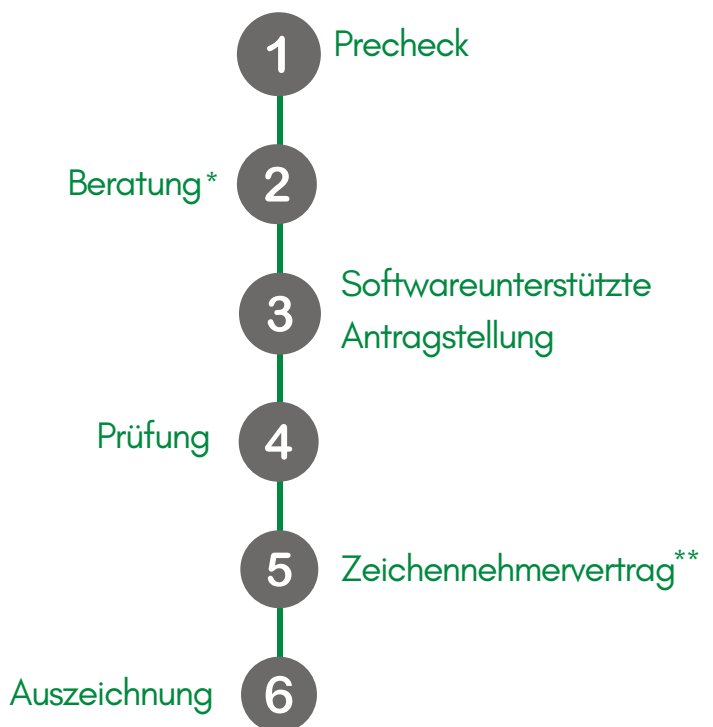 1 Precheck
Beratung* 2
3 Softwareunterstützte
Antragstellung
Prüfung 4
5 Zeichennehmervertrag**
Auszeichnung 6